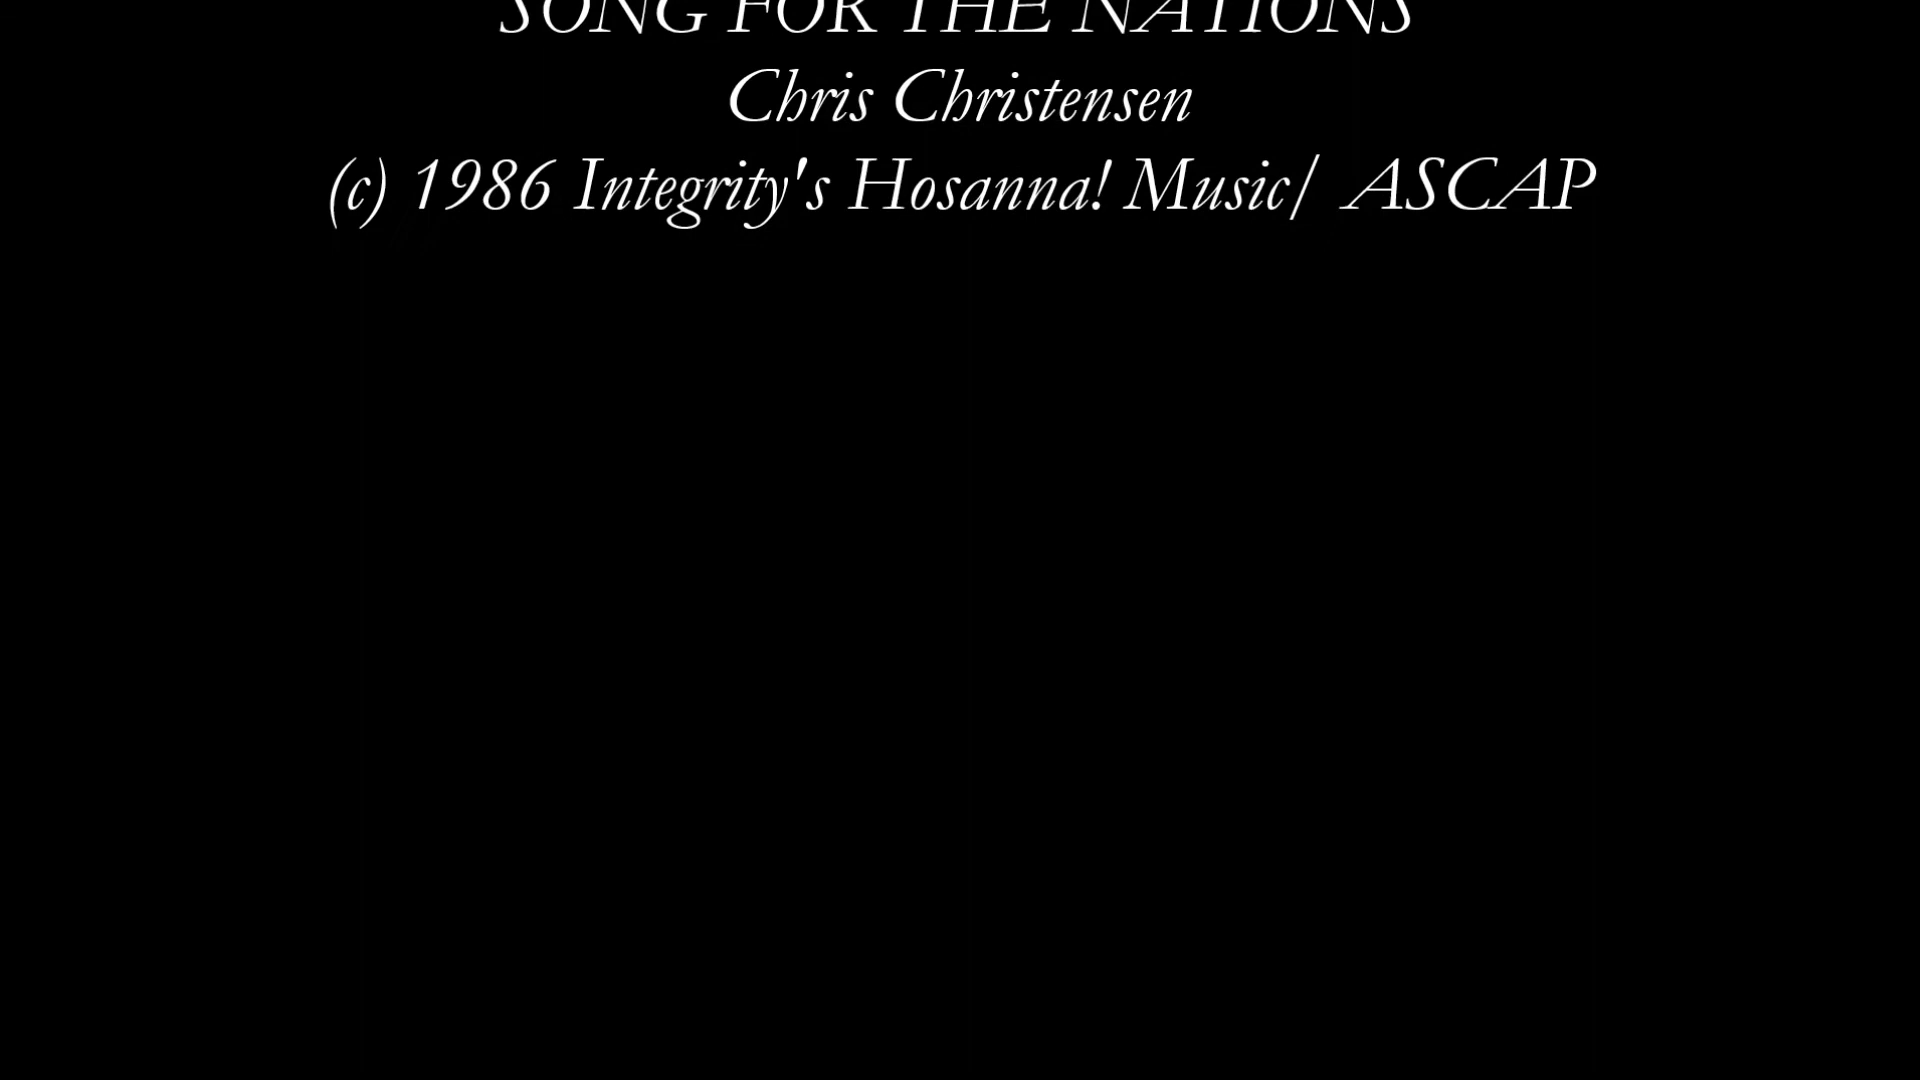 SONG FOR THE NATIONS
Chris Christensen
(c) 1986 Integrity's Hosanna! Music/ ASCAP